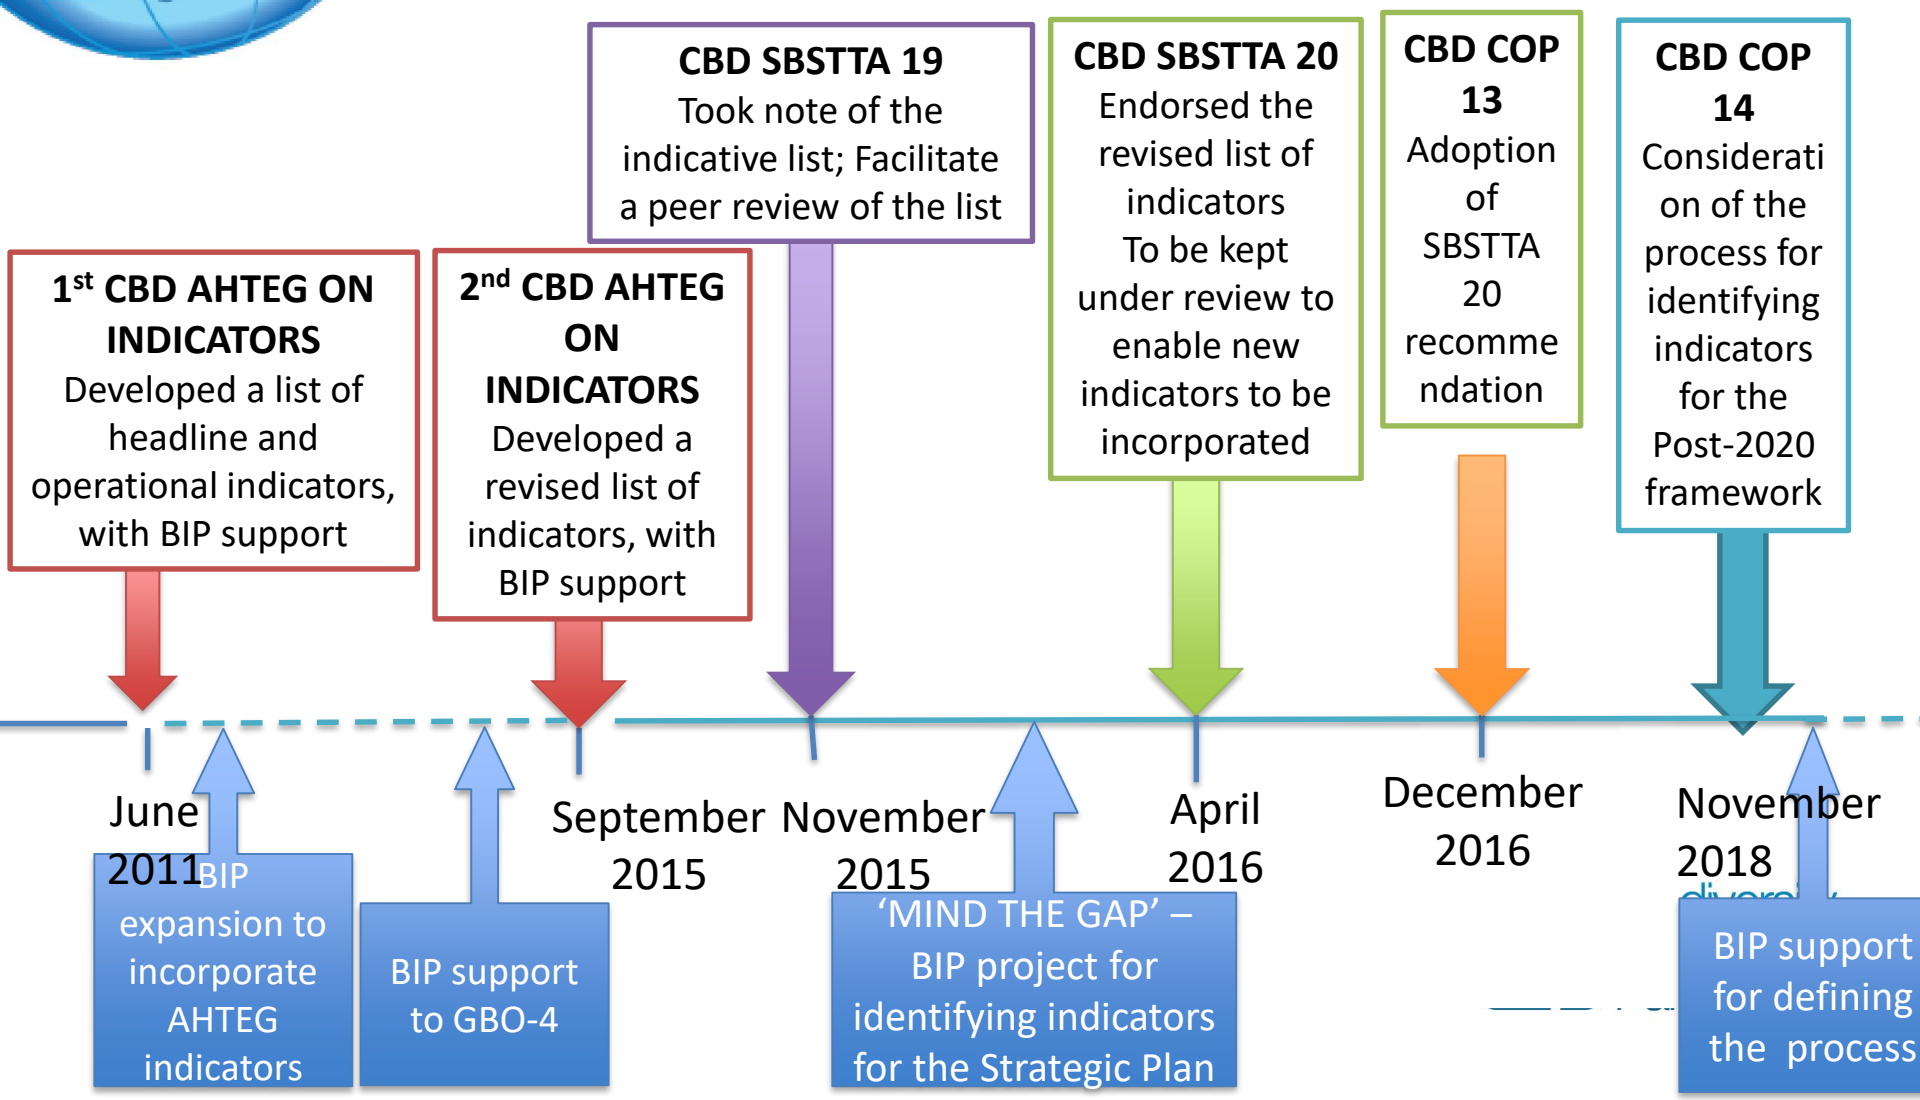 CBD SBSTTA 19
Took note of the
indicative list; Facilitate
a peer review of the list
CBD SBSTTA 20
Endorsed the
revised list of
indicators
To be kept
under review to
enable new
indicators to be
incorporated
CBD COP
13
Adoption
of
SBSTTA
20
recomme
ndation
CBD COP
14
Considerati
on of the
process for
identifying
indicators
for the
Post-2020
framework
1st CBD AHTEG ON
INDICATORS
Developed a list of
headline and
operational indicators,
with BIP support
2nd CBD AHTEG
ON
INDICATORS
Developed a
revised list of
indicators, with
BIP support
June
2011
September
2015
November
2015
April
2016
December
2016
November
2018
BIP
expansion to
incorporate
AHTEG
indicators
BIP support
to GBO-4
‘MIND THE GAP’ –
BIP project for
identifying indicators
for the Strategic Plan
BIP support
for defining
the  process